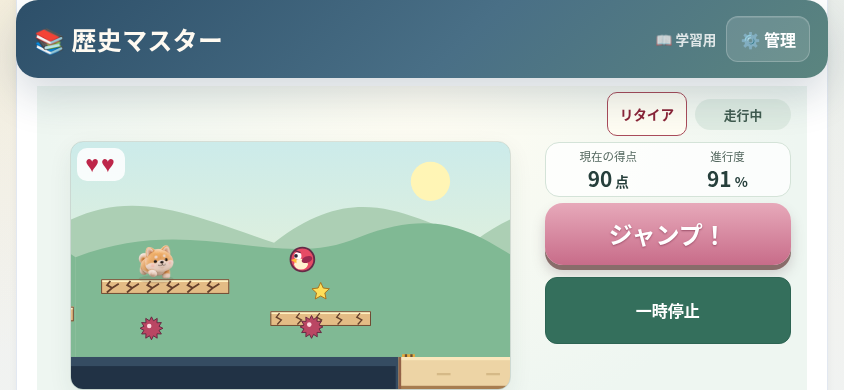 📚 歴史マスター
📖 学習用
⚙️ 管理
リタイア
走行中
現在の得点
進行度
90 点
91 %
ジャンプ！
一時停止